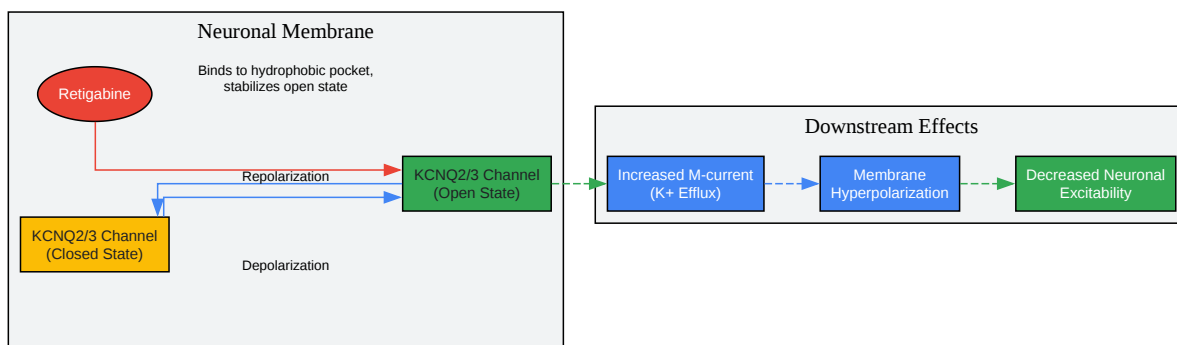 Neuronal Membrane
Binds to hydrophobic pocket,
stabilizes open state
Retigabine
Repolarization
KCNQ2/3 Channel
(Open State)
KCNQ2/3 Channel
(Closed State)
Depolarization
Downstream Effects
Increased M-current
(K+ Efflux)
Membrane
Hyperpolarization
Decreased Neuronal
Excitability